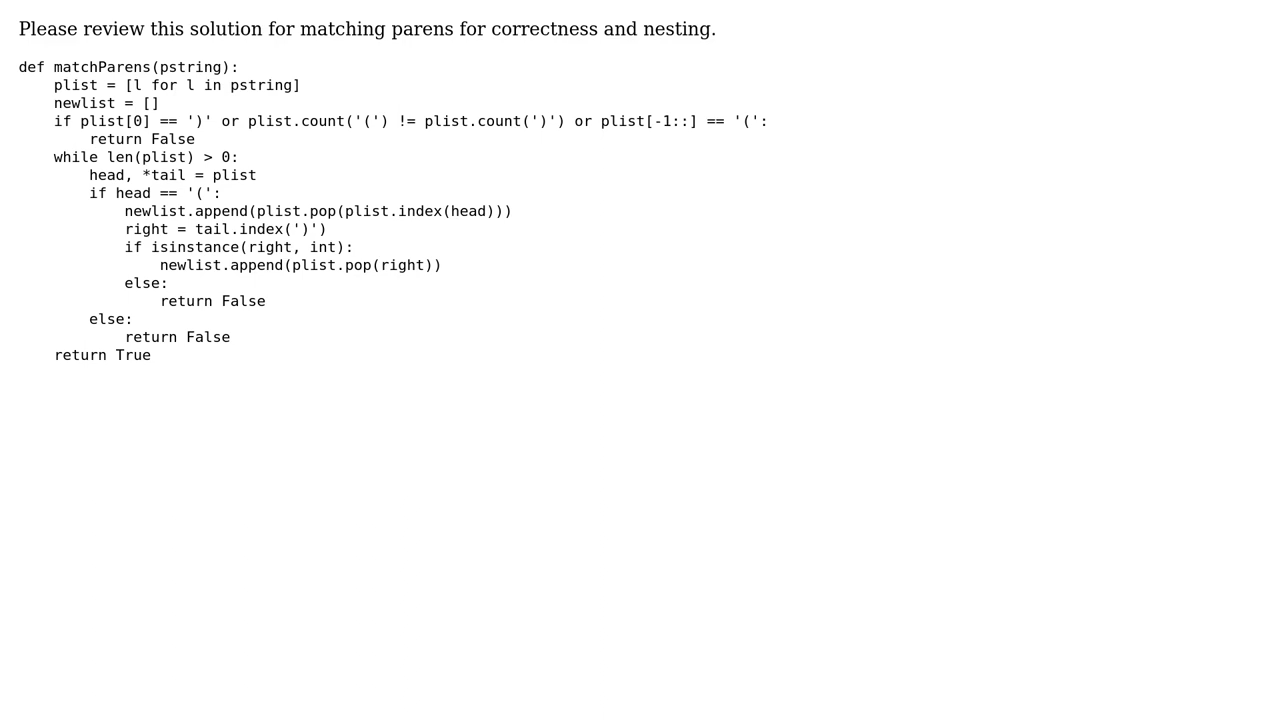 Please review this solution for matching parens for correctness and nesting.
def matchParens(pstring):
    plist = [l for l in pstring]
    newlist = []
    if plist[0] == ')' or plist.count('(') != plist.count(')') or plist[-1::] == '(':
        return False
    while len(plist) > 0:
        head, *tail = plist
        if head == '(':
            newlist.append(plist.pop(plist.index(head)))
            right = tail.index(')')
            if isinstance(right, int):
                newlist.append(plist.pop(right))
            else:
                return False
        else:
            return False
    return True